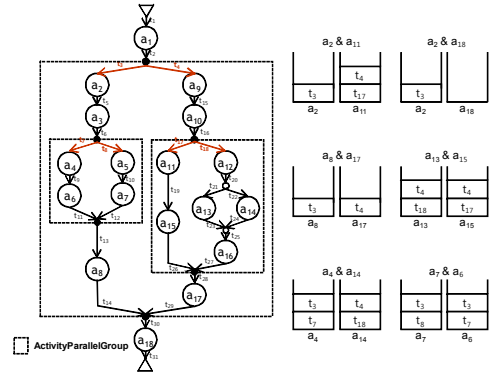 t1
a1
t2
t3 t4
a2 a9
t5 t15
a3 a10
t6 t16
t8 t18
a4 a5 a11 a12
t9 t10 t20
t19 t21 t22
a6 a7 a13 a14
t11 t12
a15 t24
t25
t13 a16
a8 t26 t27
t28
a17
t14 t29
t30
a18
t31
ActivityParallelGroup
a2 & a11 a2 & a18
t4
t3 t17 t3
a2 a11 a2 a18
a8 & a17 a13 & a15
t4 t4
t3 t4 t18 t17
a8 a17 a13 a15
a4 & a14 a7 & a6
t3 t4 t3 t3
t7 t18 t8 t7
a4 a14 a7 a6